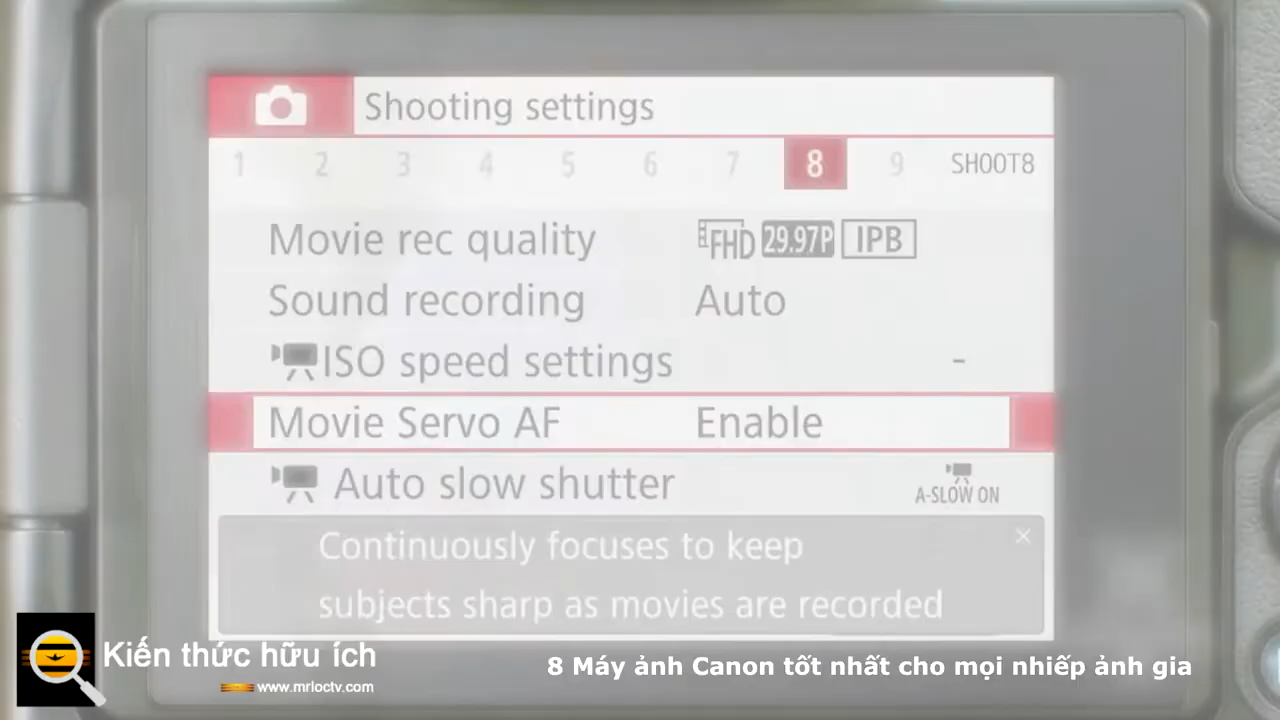 Shooting settings
1 2 3 4 5 6 7 8 9 SHOOT8
Movie rec quality FHD 29.97P IPB
Sound recording Auto
ISO speed settings -
Movie Servo AF Enable
Auto slow shutter A-SLOW ON
Continuously focuses to keep
subjects sharp as movies are recorded
Kiến thức hữu ích
www.mrloctv.com
8 Máy ảnh Canon tốt nhất cho mọi nhiếp ảnh gia